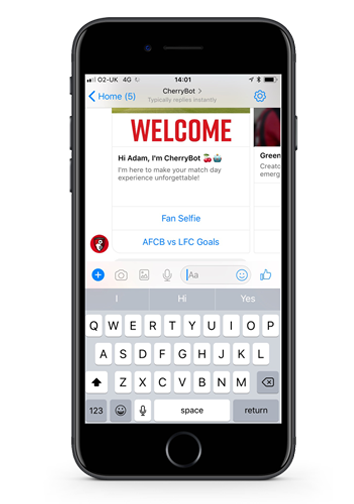 O2-UK 4G 14:01
Home (5) CherryBot >
Typically replies instantly
WELCOME
Hi Adam, I'm CherryBot 🍒🤖
I'm here to make your match day
experience unforgettable!
Green
Creato
emerg
Fan Selfie
AFCB vs LFC Goals
Aa
I Hi Yes
Q W E R T Y U I O P
A S D F G H J K L
Z X C V B N M
123 space return